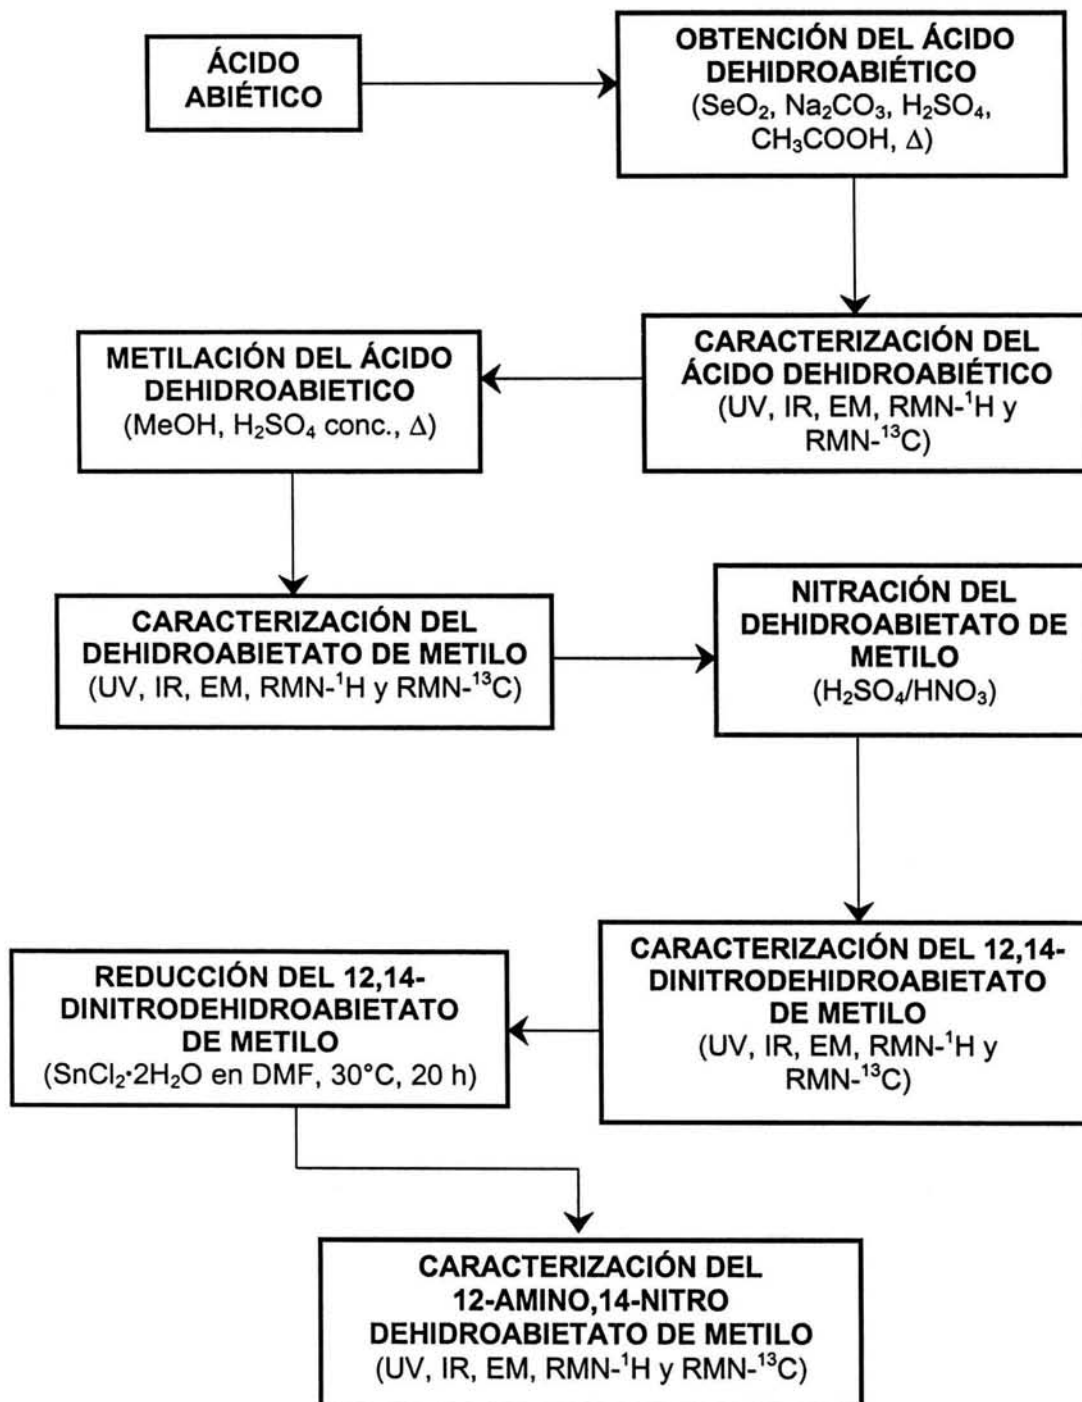 ÁCIDO
ABIÉTICO
OBTENCIÓN DEL ÁCIDO
DEHIDROABIÉTICO
(SeO₂, Na₂CO₃, H₂SO₄,
CH₃COOH, Δ)
CARACTERIZACIÓN DEL
ÁCIDO DEHIDROABIÉTICO
(UV, IR, EM, RMN-¹H y
RMN-¹³C)
METILACIÓN DEL ÁCIDO
DEHIDROABIETICO
(MeOH, H₂SO₄ conc., Δ)
CARACTERIZACIÓN DEL
DEHIDROABIETATO DE METILO
(UV, IR, EM, RMN-¹H y RMN-¹³C)
NITRACIÓN DEL
DEHIDROABIETATO DE
METILO
(H₂SO₄/HNO₃)
CARACTERIZACIÓN DEL 12,14-
DINITRODEHIDROABIETATO
DE METILO
(UV, IR, EM, RMN-¹H y
RMN-¹³C)
REDUCCIÓN DEL 12,14-
DINITRODEHIDROABIETATO
DE METILO
(SnCl₂·2H₂O en DMF, 30°C, 20 h)
CARACTERIZACIÓN DEL
12-AMINO,14-NITRO
DEHIDROABIETATO DE METILO
(UV, IR, EM, RMN-¹H y RMN-¹³C)